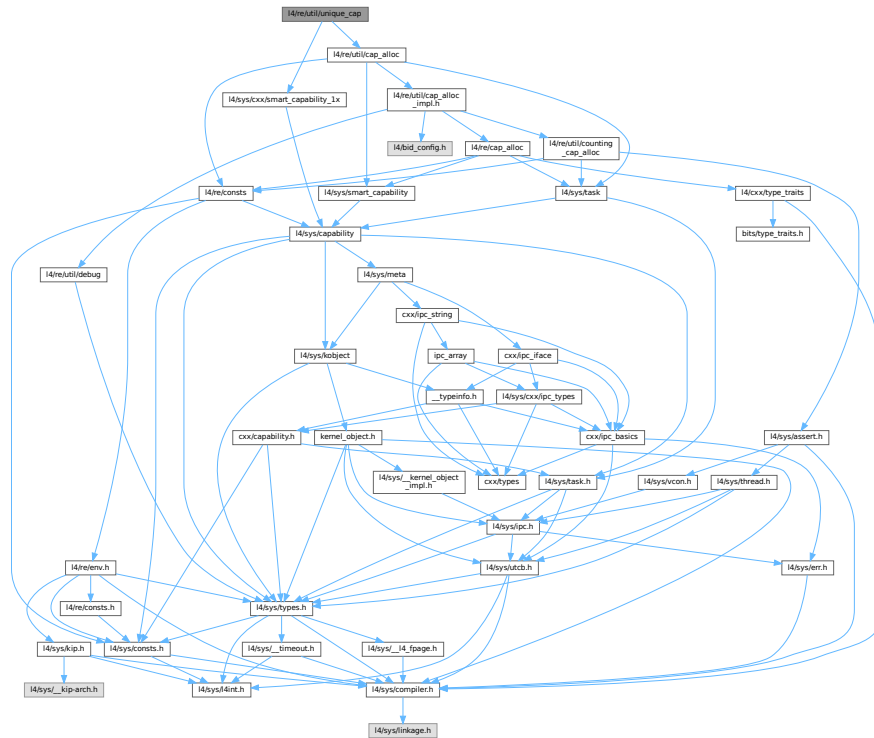 l4/re/util/unique_cap
l4/re/util/cap_alloc
l4/sys/cxx/smart_capability_1x
l4/re/util/cap_alloc
_impl.h
l4/bid_config.h
l4/re/cap_alloc
l4/re/util/counting
_cap_alloc
l4/re/consts
l4/sys/smart_capability
l4/sys/task
l4/cxx/type_traits
l4/sys/capability
bits/type_traits.h
l4/re/util/debug
l4/sys/meta
cxx/ipc_string
l4/sys/kobject
ipc_array
cxx/ipc_iface
__typeinfo.h
l4/sys/cxx/ipc_types
cxx/capability.h
kernel_object.h
cxx/ipc_basics
l4/sys/assert.h
l4/sys/__kernel_object
_impl.h
cxx/types
l4/sys/task.h
l4/sys/vcon.h
l4/sys/thread.h
l4/sys/ipc.h
l4/re/env.h
l4/sys/utcb.h
l4/sys/err.h
l4/re/consts.h
l4/sys/types.h
l4/sys/kip.h
l4/sys/consts.h
l4/sys/__timeout.h
l4/sys/__l4_fpage.h
l4/sys/__kip-arch.h
l4/sys/l4int.h
l4/sys/compiler.h
l4/sys/linkage.h